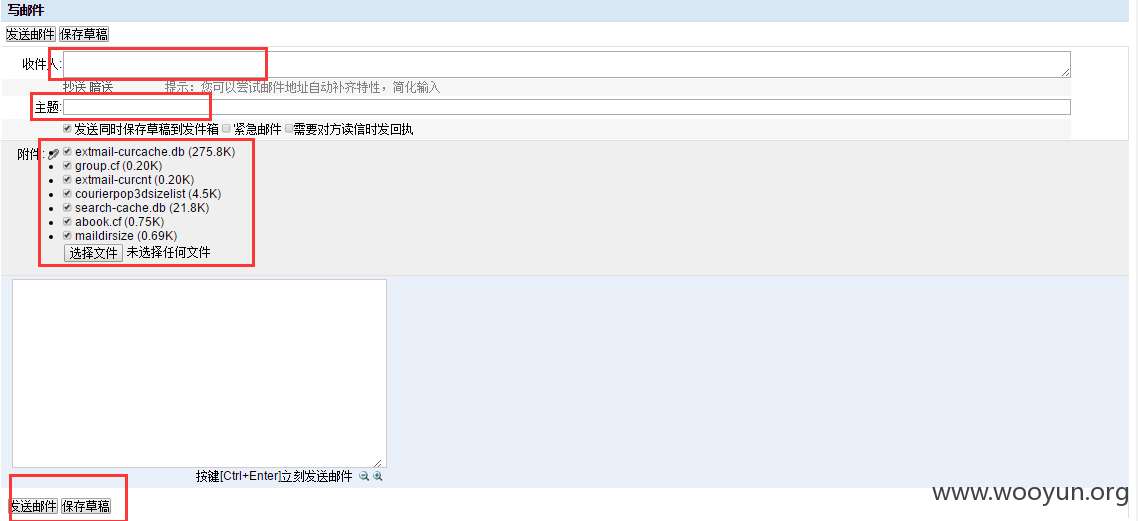 写邮件
发送邮件 保存草稿
收件人:
抄送 暗送 提示：您可以尝试邮件地址自动补齐特性，简化输入
主题:
发送同时保存草稿到发件箱 紧急邮件 需要对方读信时发回执
附件: extmail-curcache.db (275.8K)
group.cf (0.20K)
extmail-curcnt (0.20K)
courierpop3dsizelist (4.5K)
search-cache.db (21.8K)
abook.cf (0.75K)
maildirsize (0.69K)
选择文件 未选择任何文件
按键[Ctrl+Enter]立刻发送邮件
www.wooyun.org
发送邮件 保存草稿